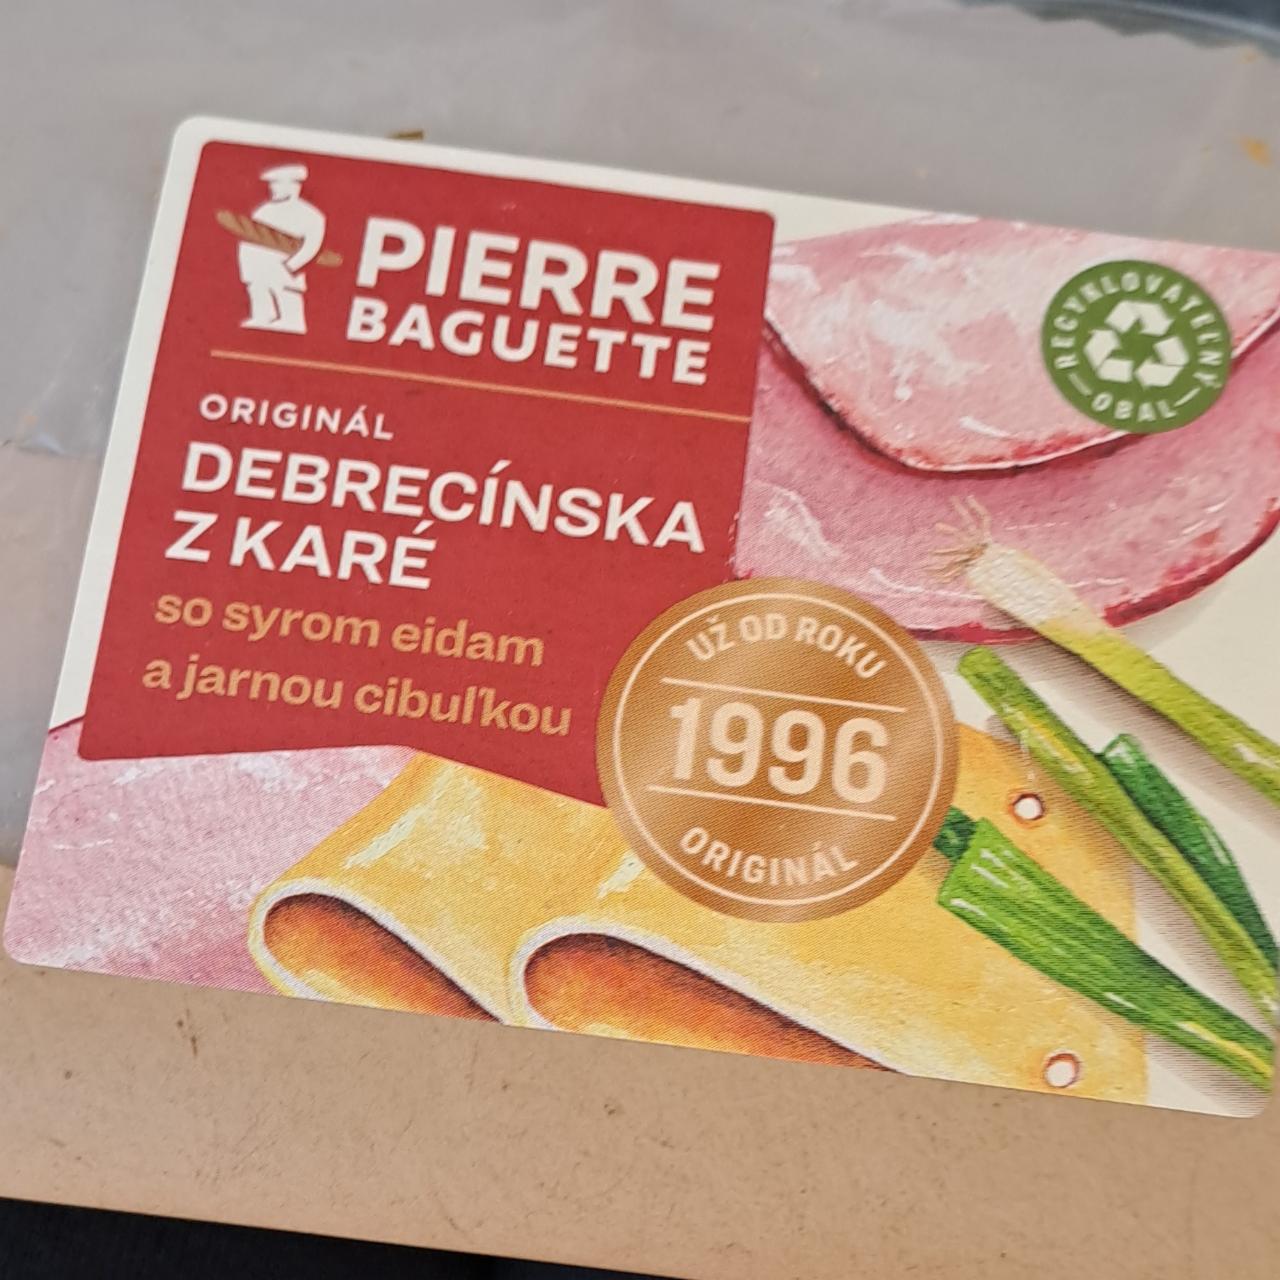 PIERRE
BAGUETTE
ORIGINÁL
DEBRECÍNSKA
Z KARÉ
so syrom eidam
a jarnou cibuľkou
UŽ OD ROKU
1996
ORIGINÁL
RECYKLOVATEĽNÝ
OBAL